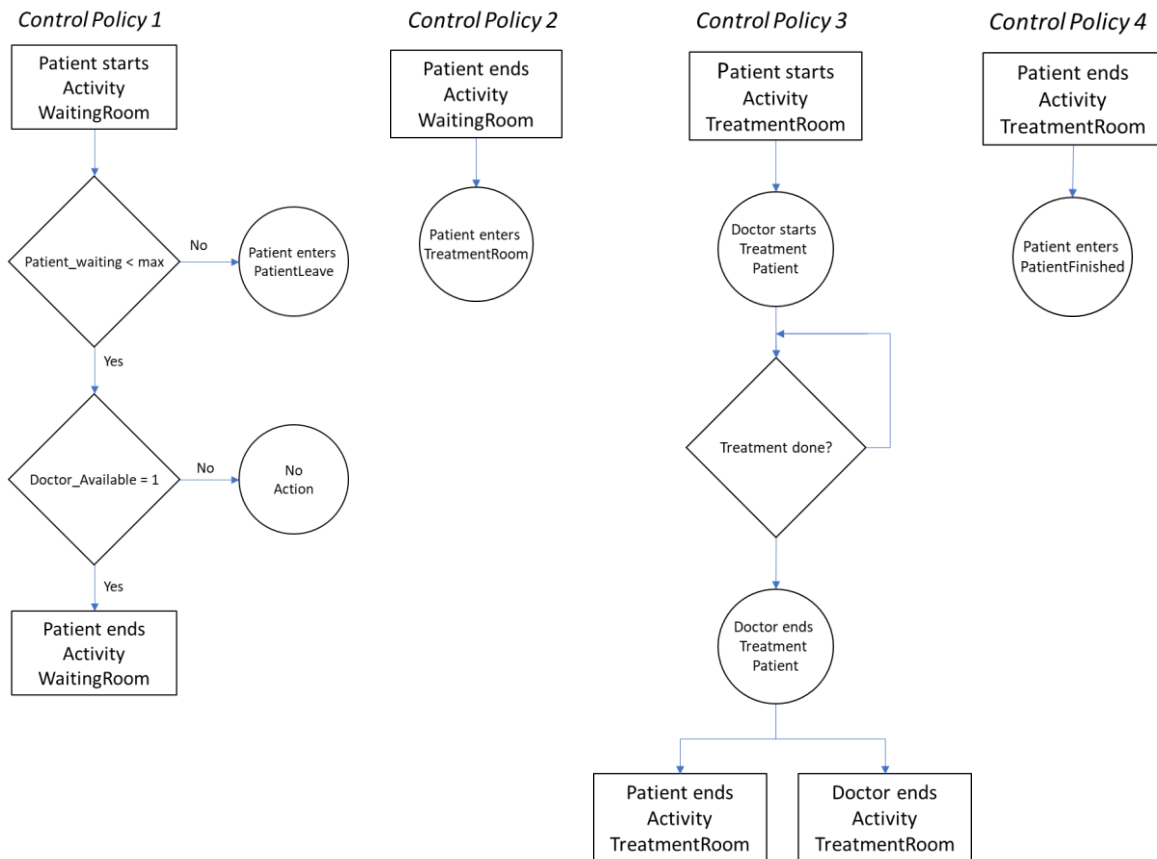 Control Policy 1
Patient starts
Activity
WaitingRoom
Patient_waiting < max
No
Patient enters
PatientLeave
Yes
Doctor_Available = 1
No
No
Action
Yes
Patient ends
Activity
WaitingRoom
Control Policy 2
Patient ends
Activity
WaitingRoom
Patient enters
TreatmentRoom
Control Policy 3
Patient starts
Activity
TreatmentRoom
Doctor starts
Treatment
Patient
Treatment done?
Doctor ends
Treatment
Patient
Patient ends
Activity
TreatmentRoom
Doctor ends
Activity
TreatmentRoom
Control Policy 4
Patient ends
Activity
TreatmentRoom
Patient enters
PatientFinished